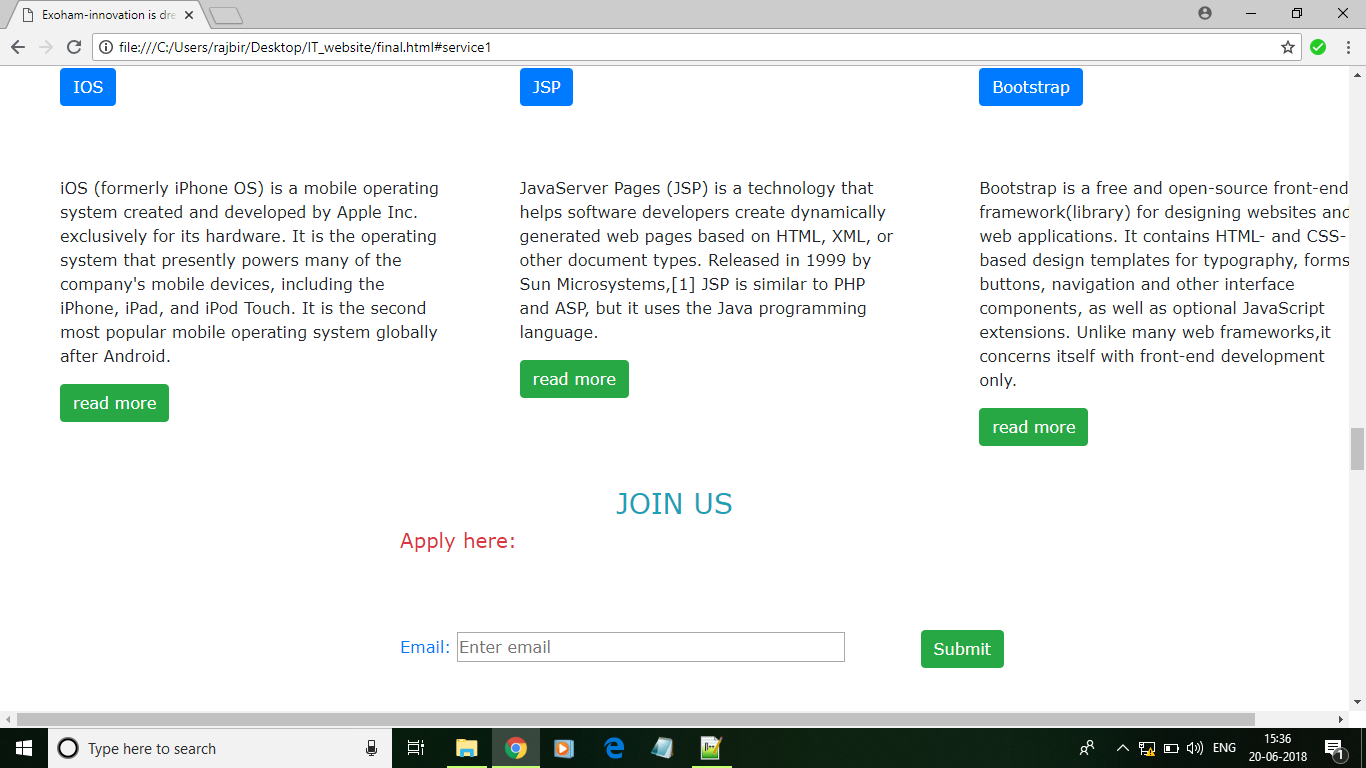 Exoham-innovation is dre
file:///C:/Users/rajbir/Desktop/IT_website/final.html#service1
IOS
JSP
Bootstrap
iOS (formerly iPhone OS) is a mobile operating
system created and developed by Apple Inc.
exclusively for its hardware. It is the operating
system that presently powers many of the
company's mobile devices, including the
iPhone, iPad, and iPod Touch. It is the second
most popular mobile operating system globally
after Android.
read more
JavaServer Pages (JSP) is a technology that
helps software developers create dynamically
generated web pages based on HTML, XML, or
other document types. Released in 1999 by
Sun Microsystems,[1] JSP is similar to PHP
and ASP, but it uses the Java programming
language.
read more
Bootstrap is a free and open-source front-end
framework(library) for designing websites and
web applications. It contains HTML- and CSS-
based design templates for typography, forms
buttons, navigation and other interface
components, as well as optional JavaScript
extensions. Unlike many web frameworks,it
concerns itself with front-end development
only.
read more
JOIN US
Apply here:
Email:
Enter email
Submit
Type here to search
ENG
15:36
20-06-2018
1